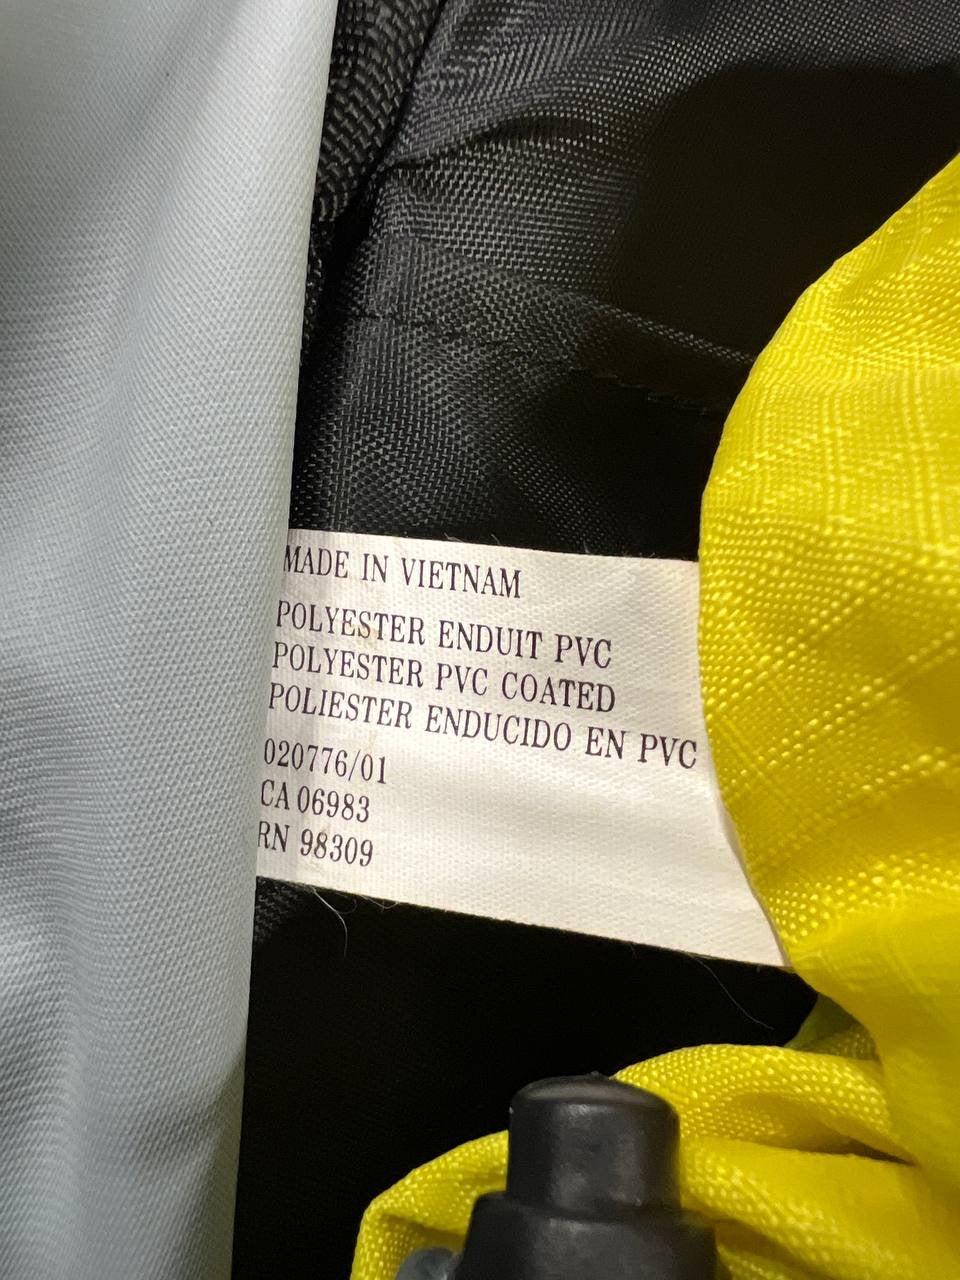 MADE IN VIETNAM
POLYESTER ENDUIT PVC
POLYESTER PVC COATED
POLIESTER ENDUCIDO EN PVC
020776/01
CA 06983
RN 98309